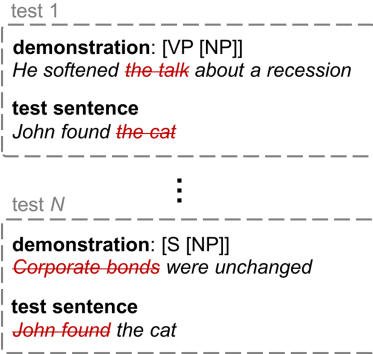 test 1
demonstration: [VP [NP]]
He softened the talk about a recession
test sentence
John found the cat
⋮
test N
demonstration: [S [NP]]
Corporate bonds were unchanged
test sentence
John found the cat